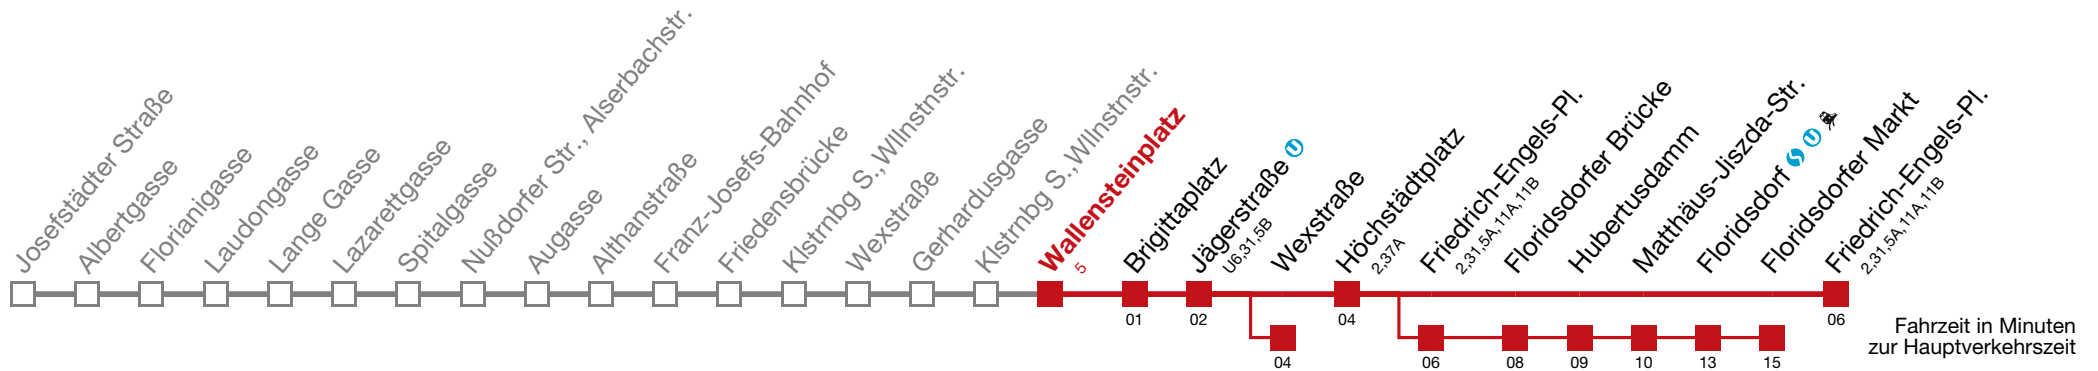 Josefstädter Straße
Albertgasse
Florianigasse
Laudongasse
Lange Gasse
Lazarettgasse
Spitalgasse
Nußdorfer Str., Alserbachstr.
Augasse
Althanstraße
Franz-Josefs-Bahnhof
Friedensbrücke
Klstrnbg S., Wllnstnstr.
Wexstraße
Gerhardusgasse
Klstrnbg S., Wllnstnstr.
Wallensteinplatz
5
Brigittaplatz
Jägerstraße U
U6,31,5B
Wexstraße
Höchstädtplatz
2,37A
Friedrich-Engels-Pl.
2,31,5A,11A,11B
Floridsdorfer Brücke
Hubertusdamm
Matthäus-Jiszda-Str.
Floridsdorf S U
Floridsdorfer Markt
Friedrich-Engels-Pl.
2,31,5A,11A,11B
01
02
04
06
04
06
08
09
10
13
15
Fahrzeit in Minuten
zur Hauptverkehrszeit